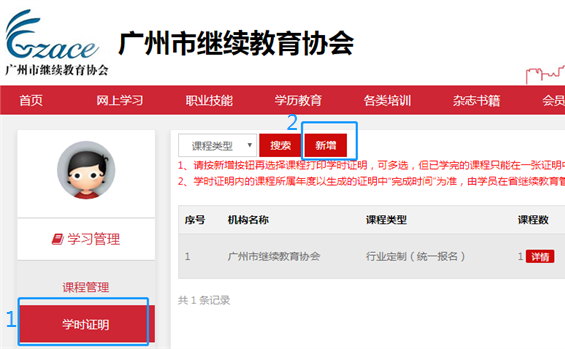 Gzace
广州市继续教育协会
广州市继续教育协会
首页 网上学习 职业技能 学历教育 各类培训 杂志书籍 会员
2
课程类型 搜索 新增
1、请按新增按钮再选择课程打印学时证明，可多选，但已学完的课程只能在一张证明中
2、学时证明内的课程所属年度以生成的证明中“完成时间”为准，由学员在省继续教育管
学习管理
序号 机构名称 课程类型 课程数
1 广州市继续教育协会 行业定制（统一报名） 1 详情
课程管理
共 1 条记录
1 学时证明